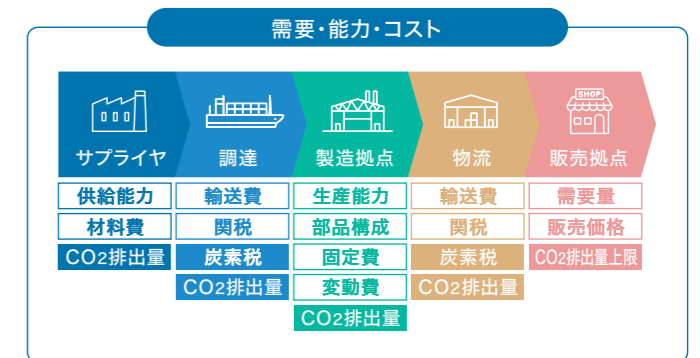 需要・能力・コスト
SHOP
サプライヤ 調達 製造拠点 物流 販売拠点
供給能力 輸送費 生産能力 輸送費 需要量
材料費 関税 部品構成 関税 販売価格
CO2排出量 炭素税 固定費 炭素税 CO2排出量上限
CO2排出量 変動費 CO2排出量
CO2排出量